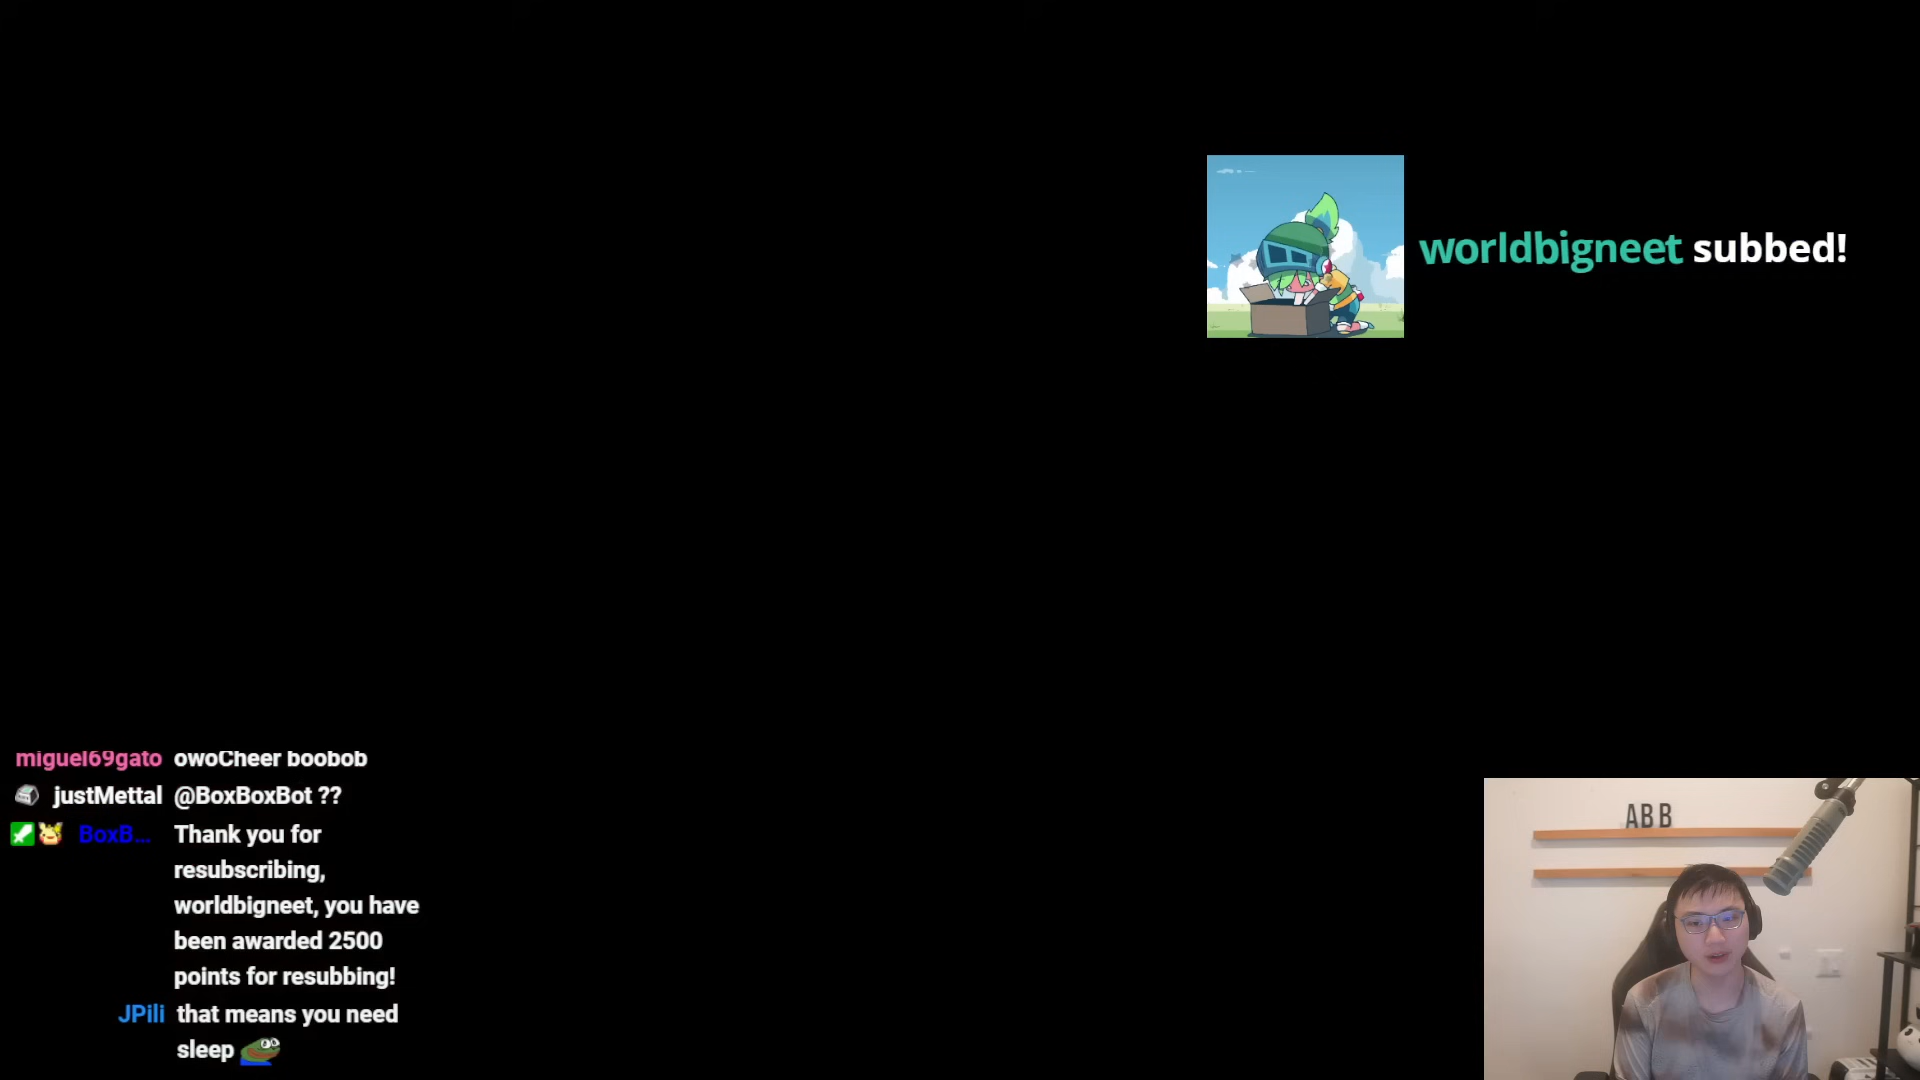 worldbigneet subbed!
miguel69gato owoCheer boobob
justMettal @BoxBoxBot ??
BoxB... Thank you for
resubscribing,
worldbigneet, you have
been awarded 2500
points for resubbing!
JPili that means you need
sleep
ABB